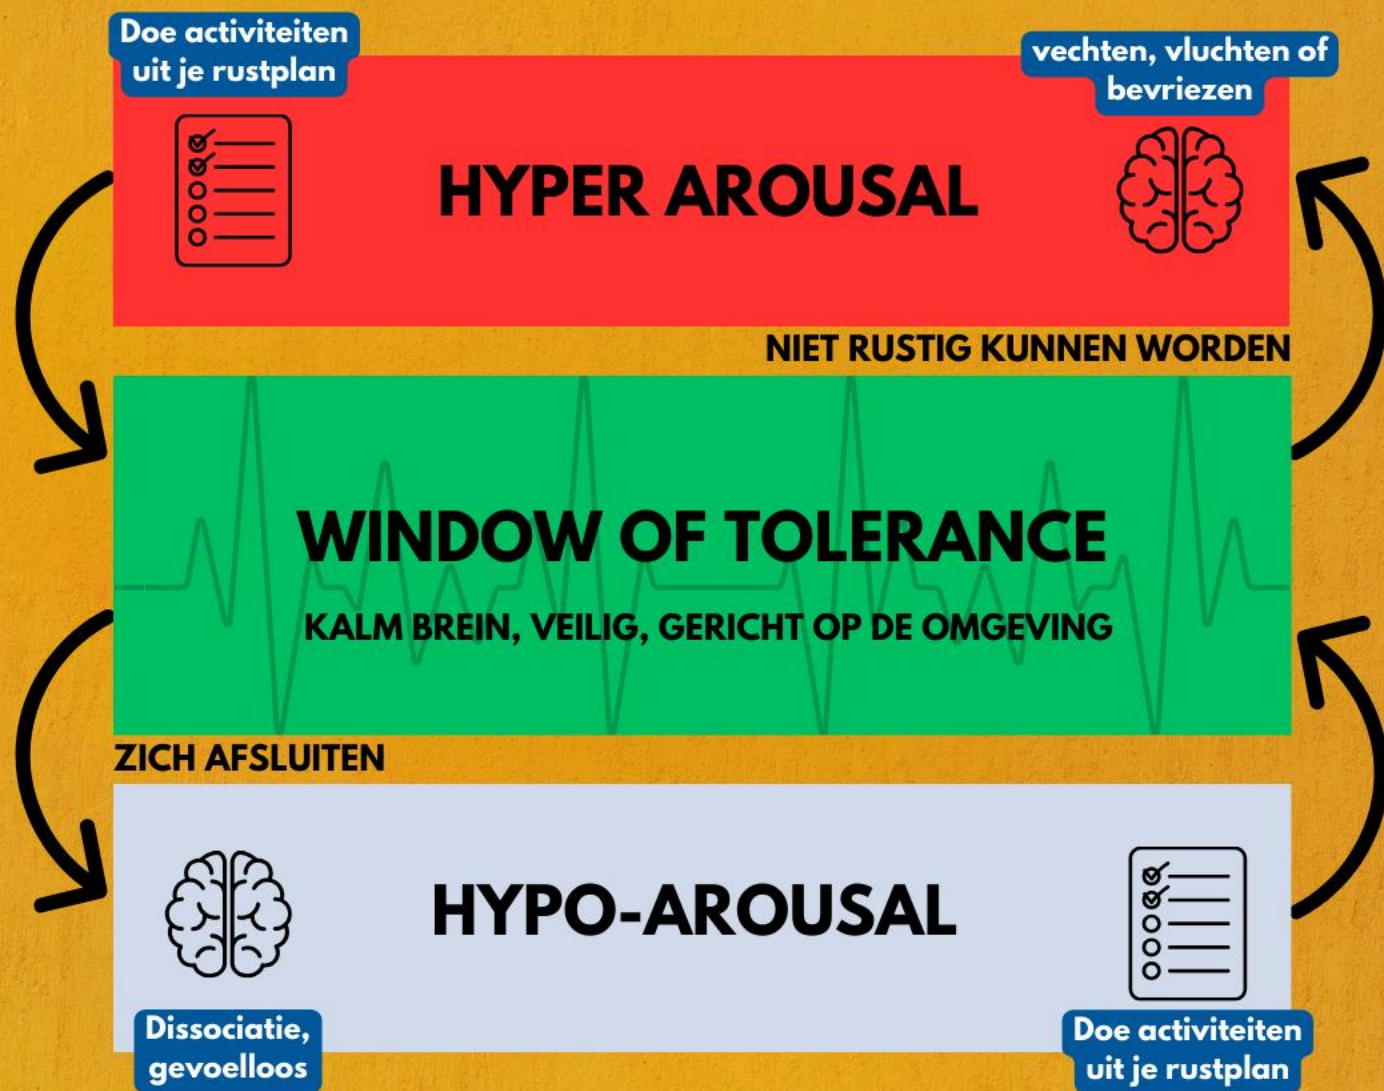 Doe activiteiten
uit je rustplan
vechten, vluchten of
bevriezen
HYPER AROUSAL
NIET RUSTIG KUNNEN WORDEN
WINDOW OF TOLERANCE
KALM BREIN, VEILIG, GERICHT OP DE OMGEVING
ZICH AFSLUITEN
HYPO-AROUSAL
Dissociatie,
gevoelloos
Doe activiteiten
uit je rustplan